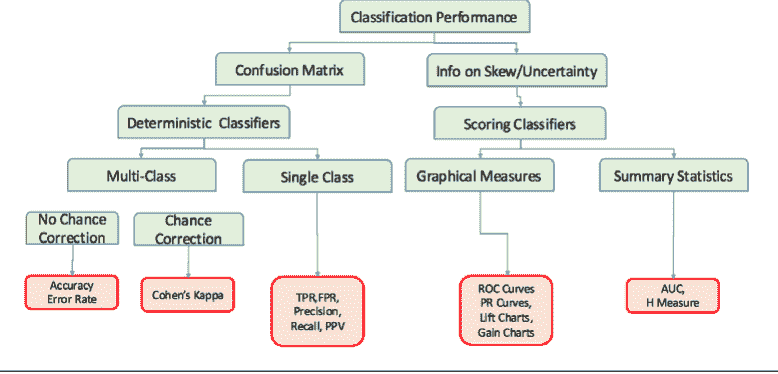 Classification Performance
Confusion Matrix
Info on Skew/Uncertainty
Deterministic Classifiers
Scoring Classifiers
Multi-Class
Single Class
Graphical Measures
Summary Statistics
No Chance
Correction
Chance
Correction
Accuracy
Error Rate
Cohen's Kappa
TPR,FPR,
Precision,
Recall, PPV
ROC Curves
PR Curves,
Lift Charts,
Gain Charts
AUC,
H Measure